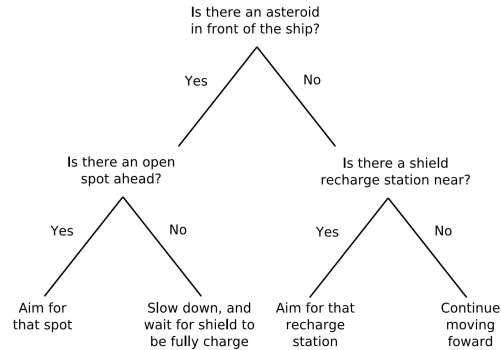 Is there an asteroid
in front of the ship?
Yes
No
Is there an open
spot ahead?
Is there a shield
recharge station near?
Yes
No
Yes
No
Aim for
that spot
Slow down, and
wait for shield to
be fully charge
Aim for that
recharge
station
Continue
moving
foward